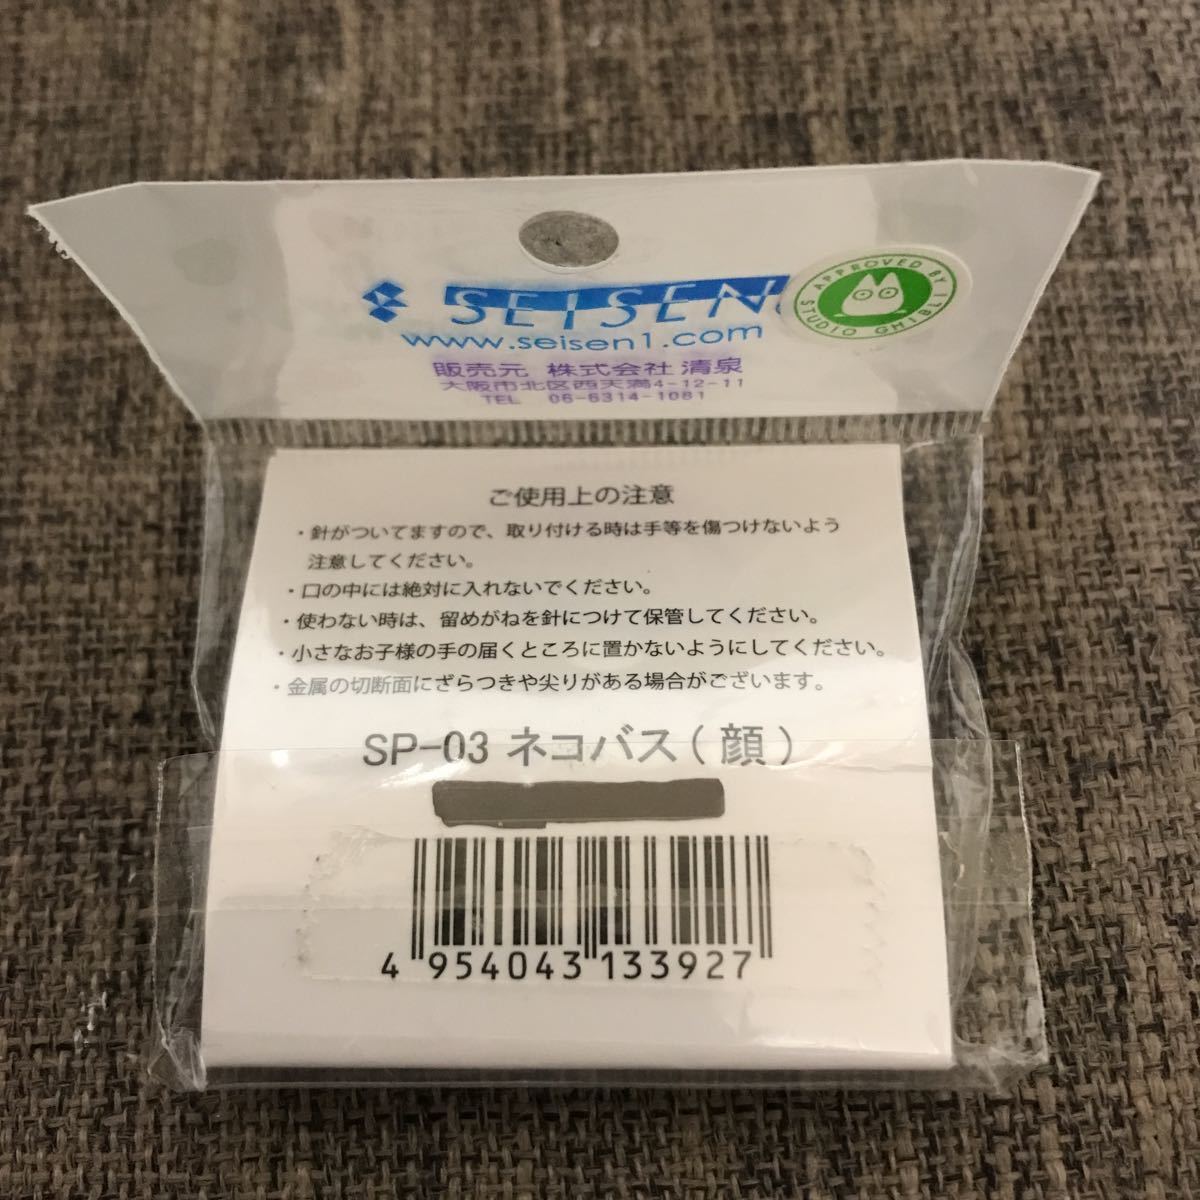 SEISEN
www.seisen1.com
販売元 株式会社 清泉
大阪市北区西天満4-12-11
TEL 06-6314-1081
APPROVED BY STUDIO GHIBLI
ご使用上の注意
・針がついてますので、取り付ける時は手等を傷つけないよう
注意してください。
・口の中には絶対に入れないでください。
・使わない時は、留めがねを針につけて保管してください。
・小さなお子様の手の届くところに置かないようにしてください。
・金属の切断面にざらつきや尖りがある場合がございます。
SP-03 ネコバス(顔)
4 954043 133927